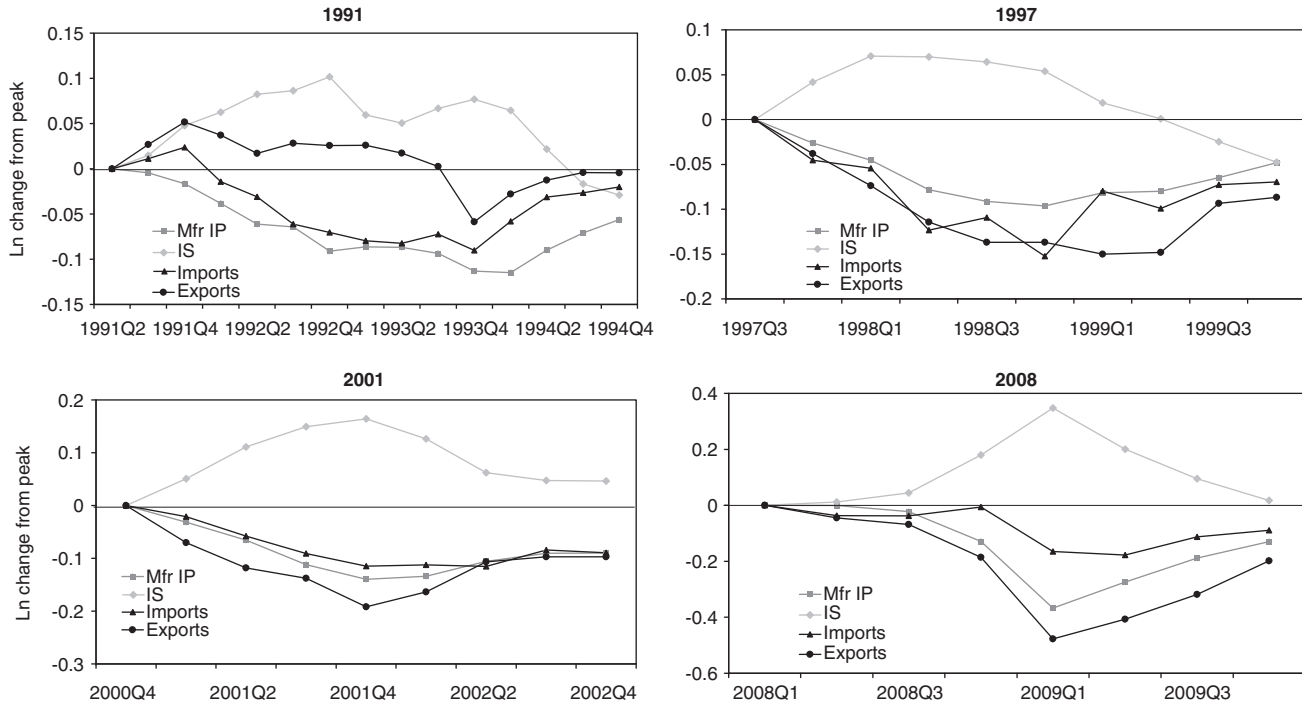 1991
Ln change from peak
0.15
0.1
0.05
0
-0.05
-0.1
-0.15
Mfr IP
IS
Imports
Exports
1991Q2 1991Q4 1992Q2 1992Q4 1993Q2 1993Q4 1994Q2 1994Q4
1997
0.1
0.05
0
-0.05
-0.1
-0.15
-0.2
Mfr IP
IS
Imports
Exports
1997Q3 1998Q1 1998Q3 1999Q1 1999Q3
2001
Ln change from peak
0.2
0.1
0
-0.1
-0.2
-0.3
Mfr IP
IS
Imports
Exports
2000Q4 2001Q2 2001Q4 2002Q2 2002Q4
2008
0.4
0.2
0
-0.2
-0.4
-0.6
Mfr IP
IS
Imports
Exports
2008Q1 2008Q3 2009Q1 2009Q3